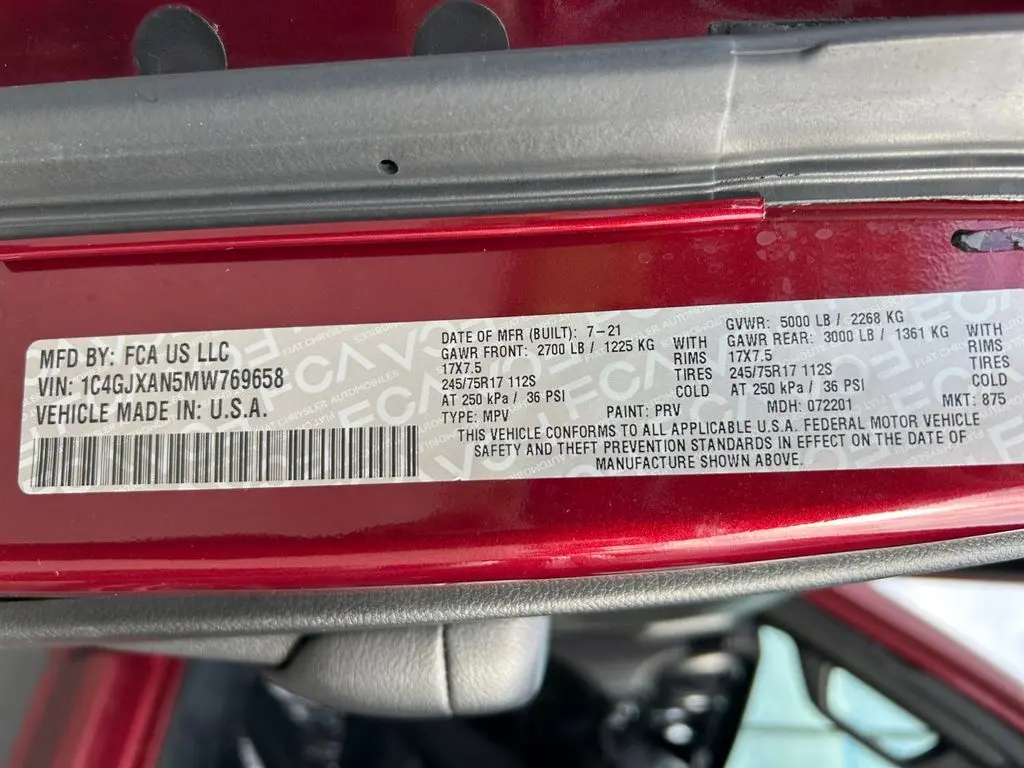 MFD BY: FCA US LLC
VIN: 1C4GJXAN5MW769658
VEHICLE MADE IN: U.S.A.
DATE OF MFR (BUILT): 7-21
GAWR FRONT: 2700 LB / 1225 KG WITH
17X7.5 RIMS
245/75R17 112S TIRES
AT 250 kPa / 36 PSI COLD
TYPE: MPV PAINT: PRV
GVWR: 5000 LB / 2268 KG
GAWR REAR: 3000 LB / 1361 KG WITH
17X7.5 RIMS
245/75R17 112S TIRES
AT 250 kPa / 36 PSI COLD
MDH: 072201 MKT: 875
THIS VEHICLE CONFORMS TO ALL APPLICABLE U.S.A. FEDERAL MOTOR VEHICLE
SAFETY AND THEFT PREVENTION STANDARDS IN EFFECT ON THE DATE OF
MANUFACTURE SHOWN ABOVE.